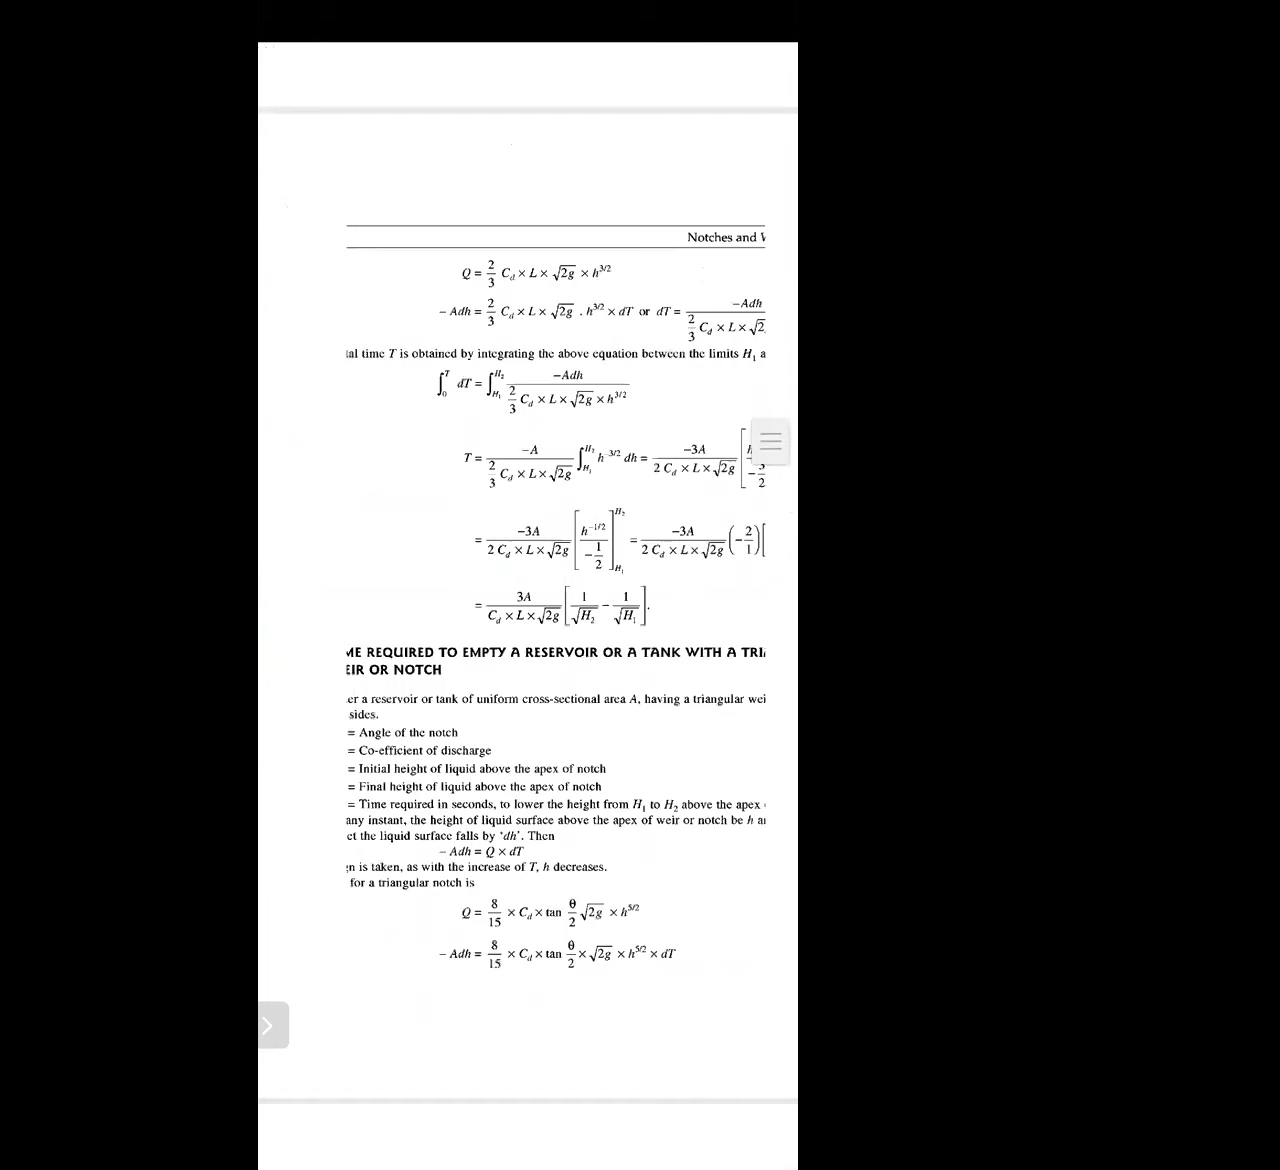 Notches and
Q = 2/3 C_d × L × √2g × h^3/2
– Adh = 2/3 C_d × L × √2g . h^3/2 × dT or dT = –Adh / 2/3 C_d × L × √2
time T is obtained by integrating the above equation between the limits H_1
∫_0^T dT = ∫_H_1^H_2 –Adh / 2/3 C_d × L × √2g × h^3/2
T = –A / 2/3 C_d × L × √2g ∫_H_1^H_2 h^-3/2 dh = –3A / 2 C_d × L × √2g [
= –3A / 2 C_d × L × √2g [h^-1/2 / –1/2]_H_1^H_2 = –3A / 2 C_d × L × √2g (–2/1) [
= 3A / C_d × L × √2g [1/√H_2 – 1/√H_1].
ME REQUIRED TO EMPTY A RESERVOIR OR A TANK WITH A TRI
EIR OR NOTCH
er a reservoir or tank of uniform cross-sectional area A, having a triangular wei
sides.
= Angle of the notch
= Co-efficient of discharge
= Initial height of liquid above the apex of notch
= Final height of liquid above the apex of notch
= Time required in seconds, to lower the height from H_1 to H_2 above the apex
any instant, the height of liquid surface above the apex of weir or notch be h
et the liquid surface falls by ‘dh’. Then
– Adh = Q × dT
n is taken, as with the increase of T, h decreases.
for a triangular notch is
Q = 8/15 × C_d × tan θ/2 √2g × h^5/2
– Adh = 8/15 × C_d × tan θ/2 × √2g × h^5/2 × dT